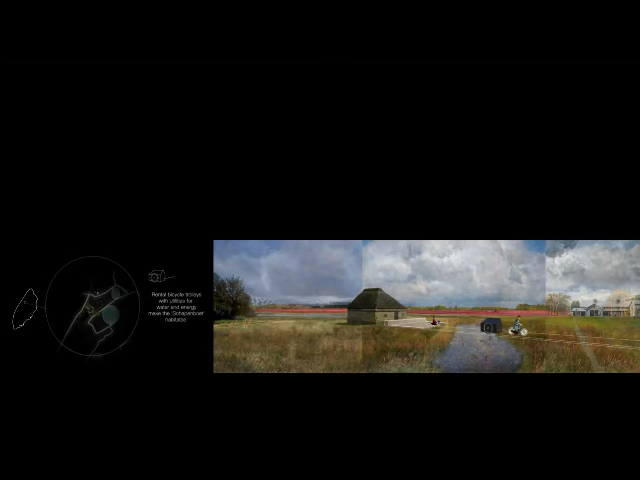 Rental bicycle trolleys
with utilities for
water and energy
make the 'Schapenboet'
habitable.